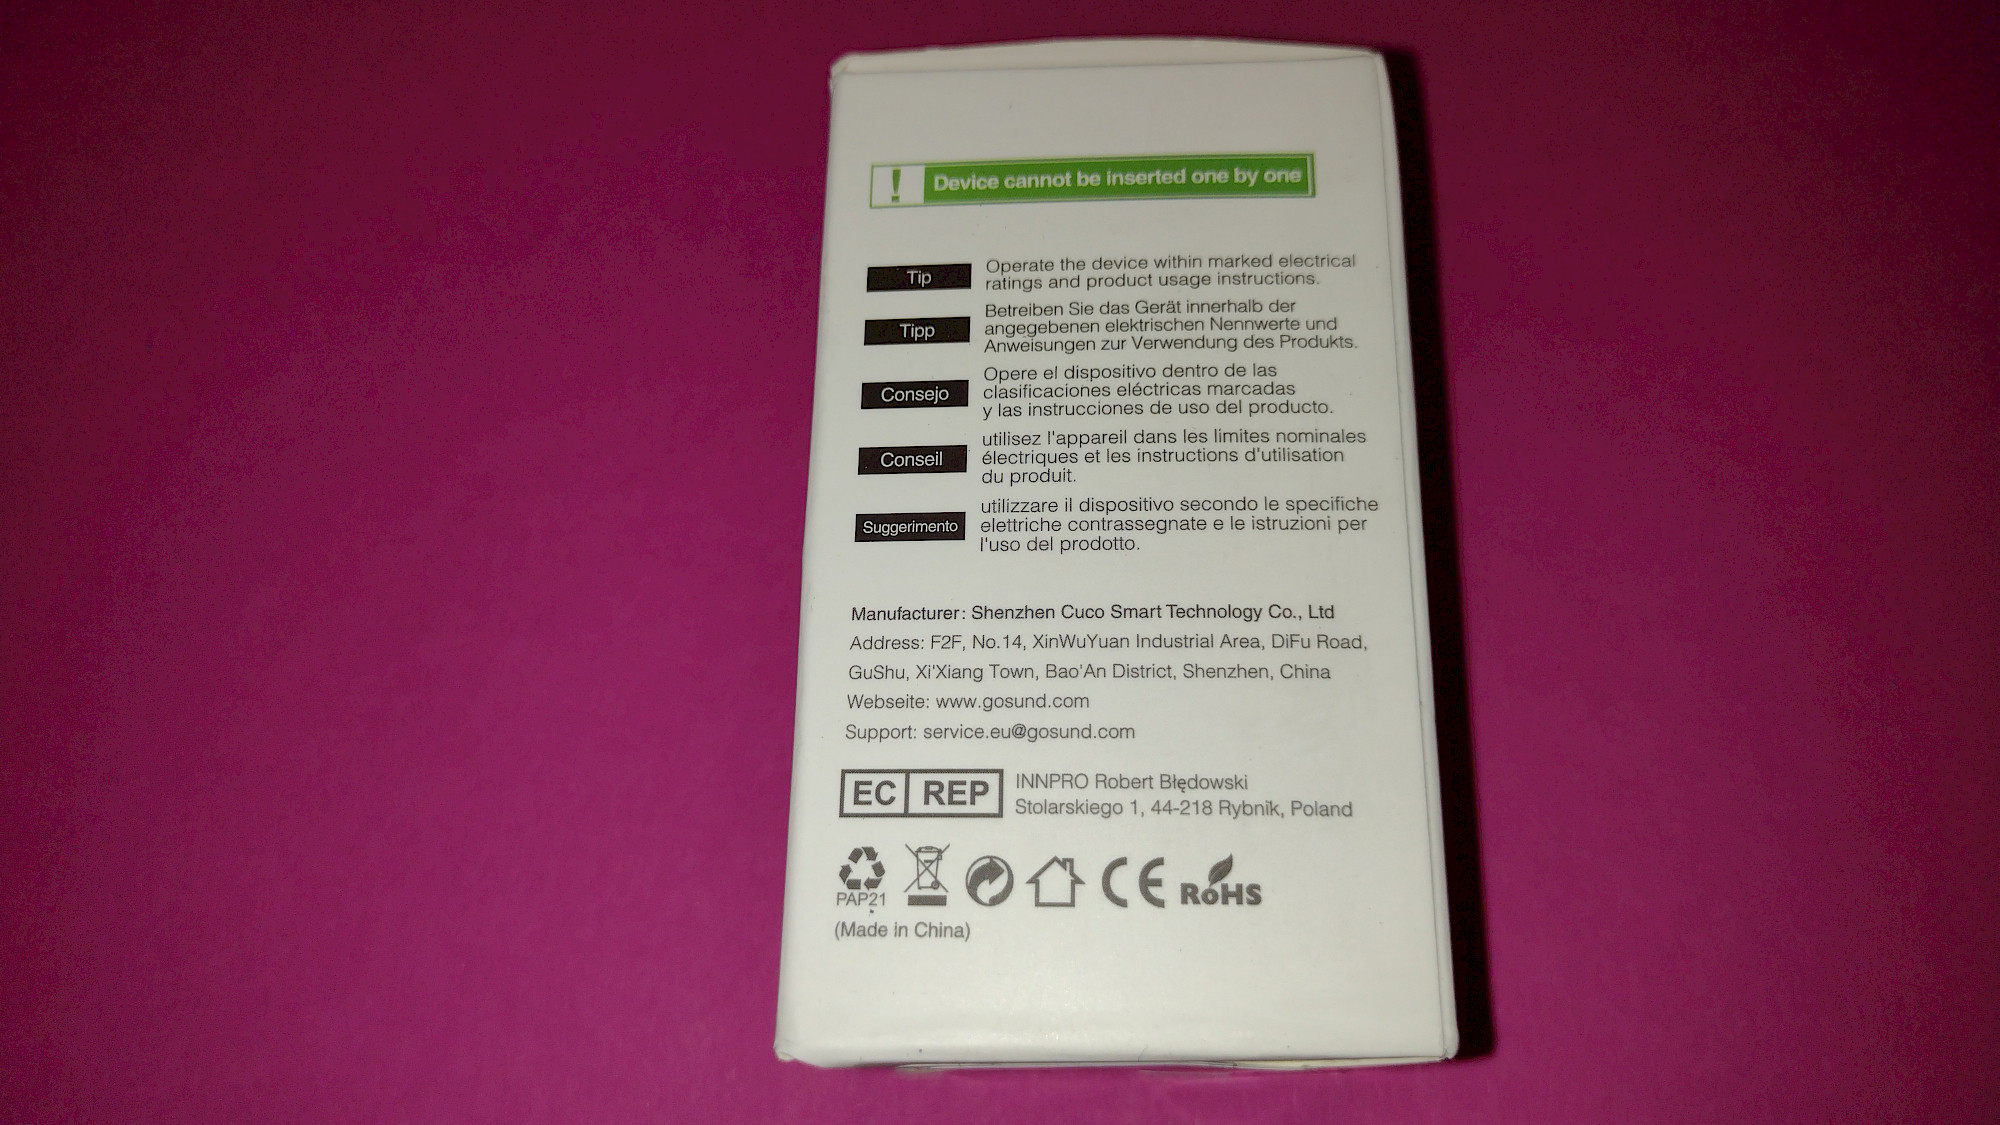 ! Device cannot be inserted one by one
Tip
Operate the device within marked electrical
ratings and product usage instructions.
Tipp
Betreiben Sie das Gerät innerhalb der
angegebenen elektrischen Nennwerte und
Anweisungen zur Verwendung des Produkts.
Consejo
Opere el dispositivo dentro de las
clasificaciones eléctricas marcadas
y las instrucciones de uso del producto.
Conseil
utilisez l'appareil dans les limites nominales
électriques et les instructions d'utilisation
du produit.
Suggerimento
utilizzare il dispositivo secondo le specifiche
elettriche contrassegnate e le istruzioni per
l'uso del prodotto.
Manufacturer: Shenzhen Cuco Smart Technology Co., Ltd
Address: F2F, No.14, XinWuYuan Industrial Area, DiFu Road,
GuShu, Xi'Xiang Town, Bao'An District, Shenzhen, China
Webseite: www.gosund.com
Support: service.eu@gosund.com
EC REP
INNPRO Robert Błędowski
Stolarskiego 1, 44-218 Rybnik, Poland
PAP21
CE
RoHS
(Made in China)